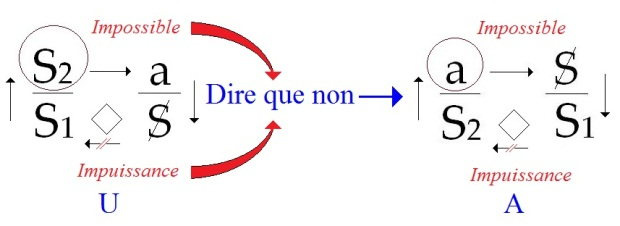 Impossible Impossible
S2 → a a → $
Dire que non
S1 ◇ $ S2 ◇ S1
Impuissance Impuissance
U A